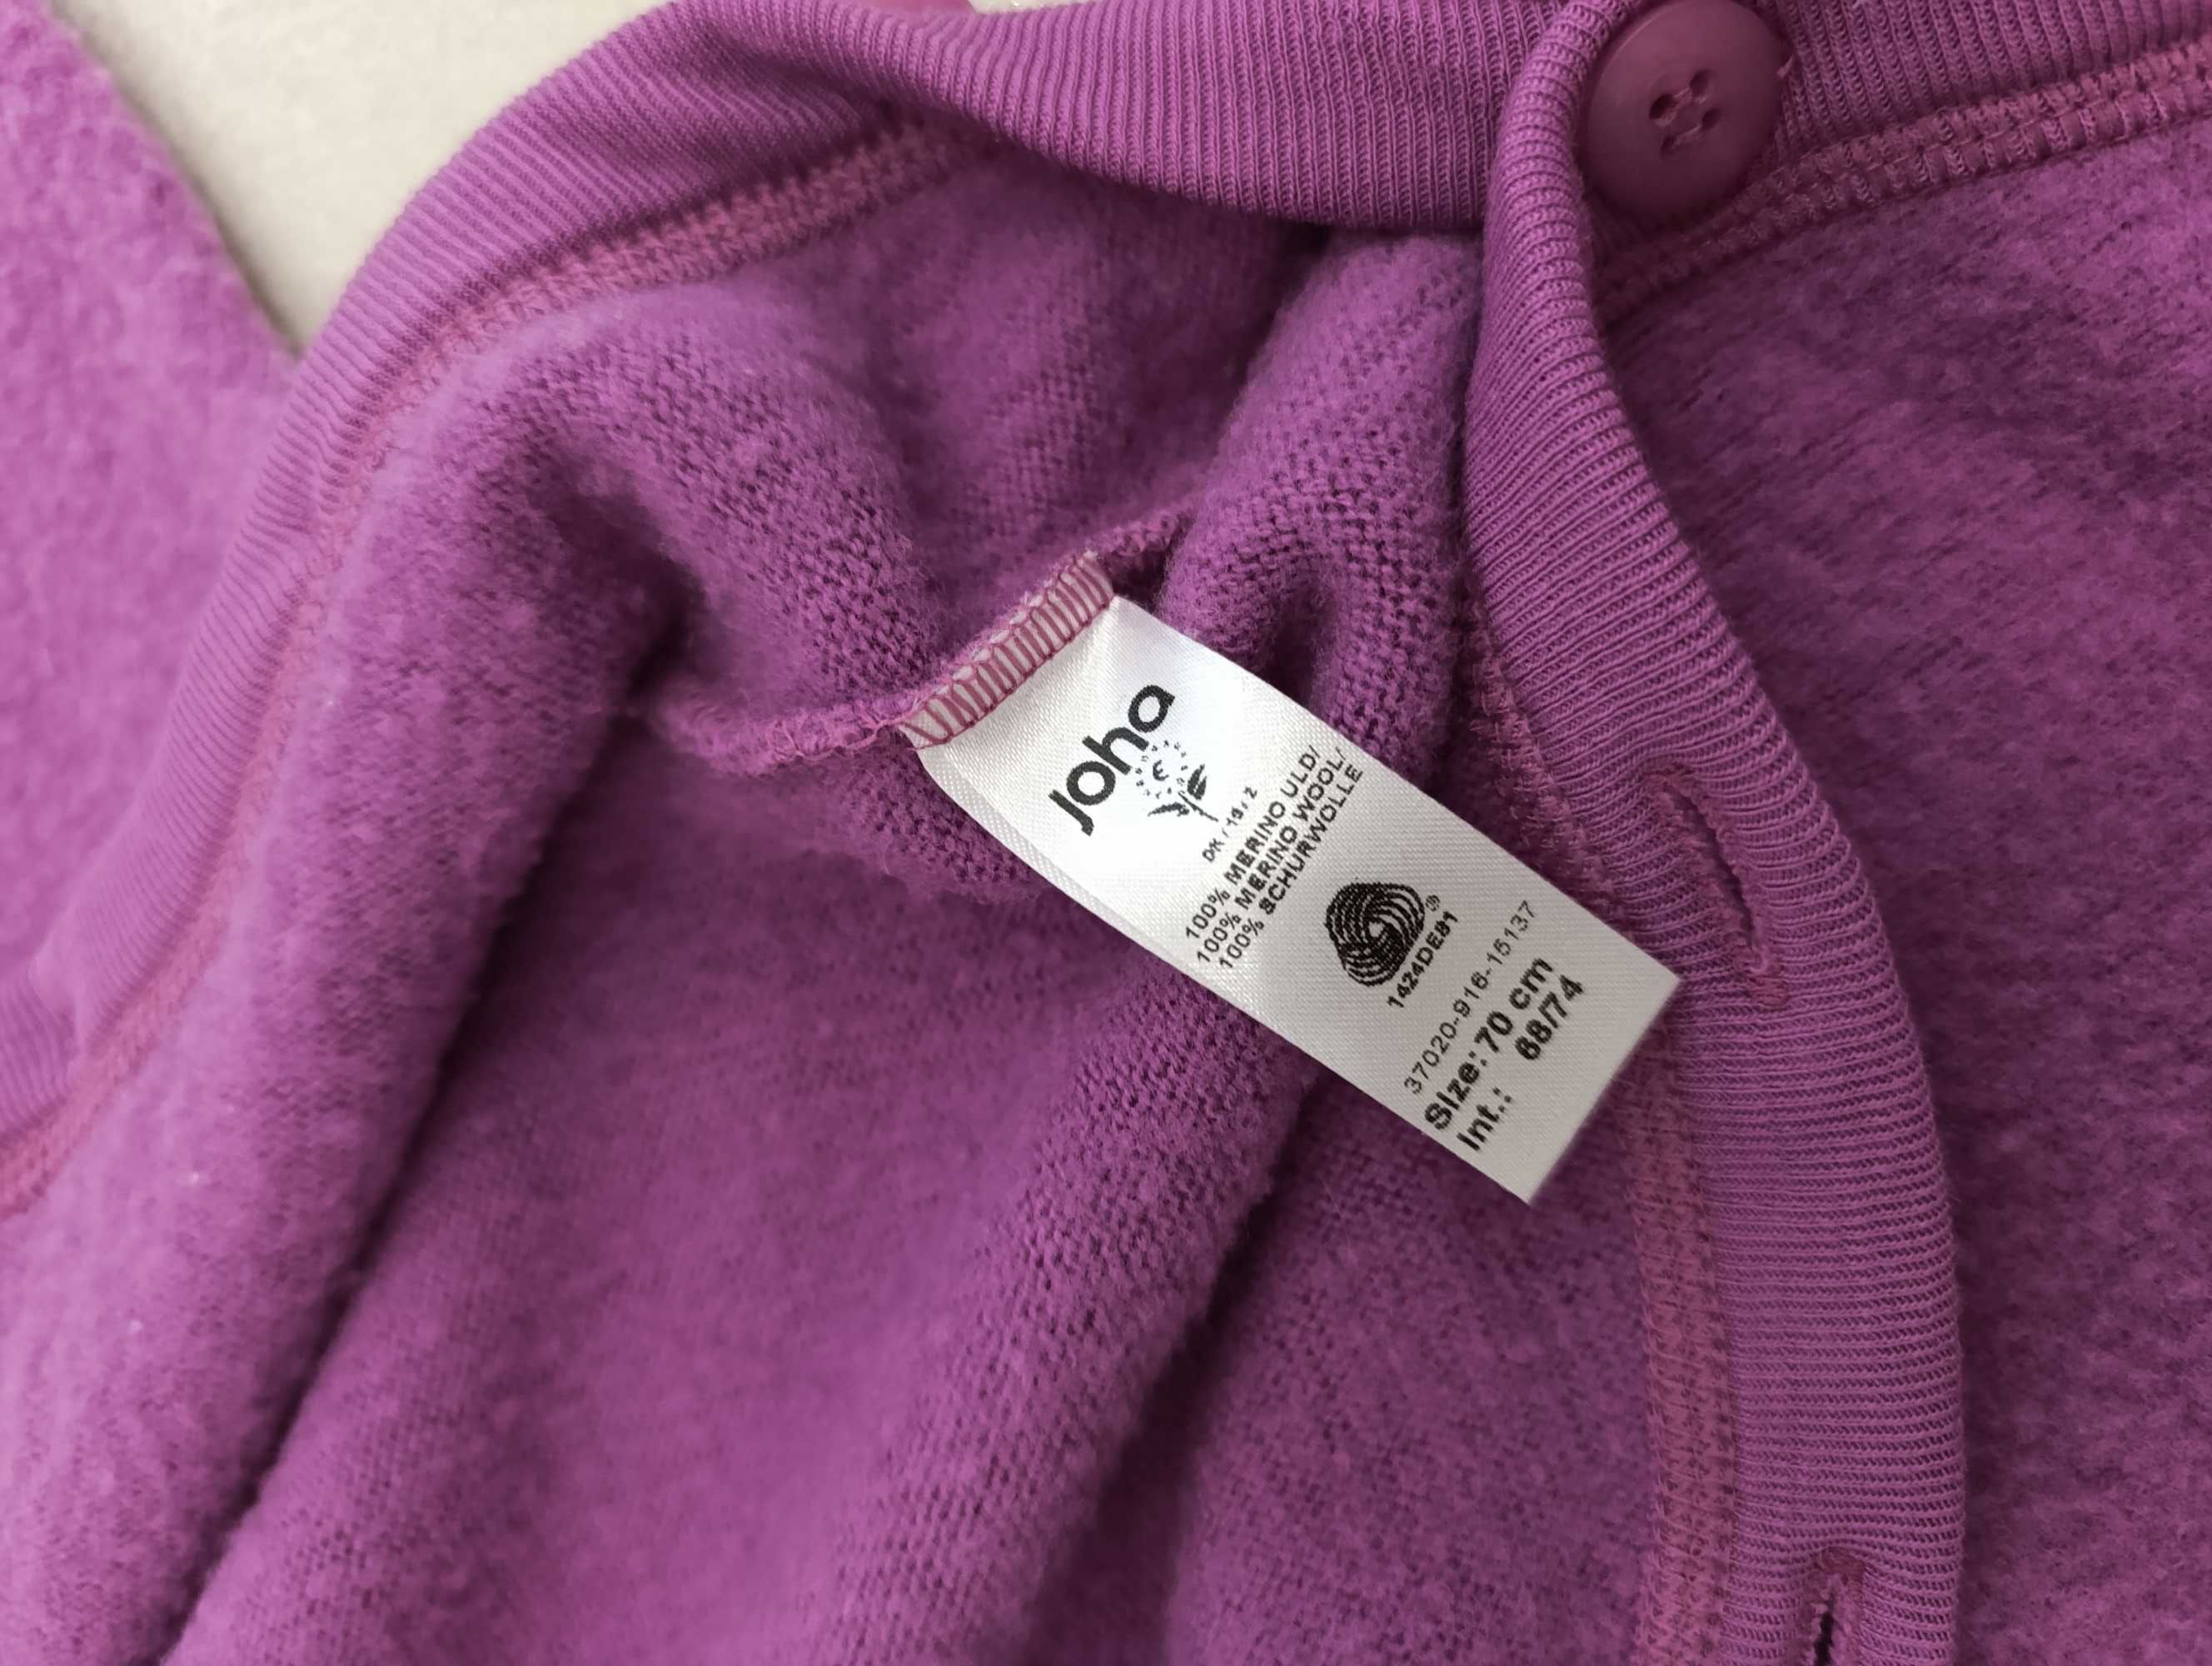 Joha
DK / 19 / 2
100% MERINO ULD/
100% MERINO WOOL/
100% SCHURWOLLE
®
1424DE81
37020-916-15137
Size: 70 cm
Int.: 68/74